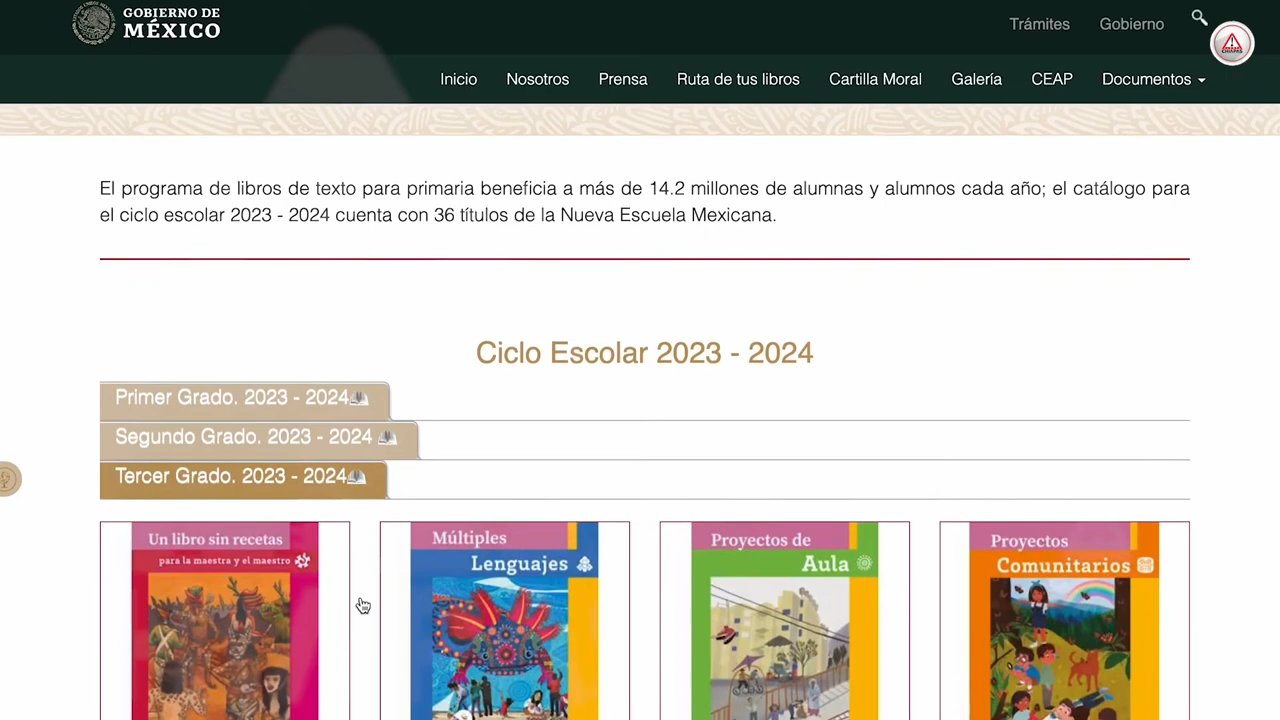 GOBIERNO DE
MÉXICO
Trámites Gobierno
CHIAPAS
Inicio Nosotros Prensa Ruta de tus libros Cartilla Moral Galería CEAP Documentos
El programa de libros de texto para primaria beneficia a más de 14.2 millones de alumnas y alumnos cada año; el catálogo para
el ciclo escolar 2023 - 2024 cuenta con 36 títulos de la Nueva Escuela Mexicana.
Ciclo Escolar 2023 - 2024
Primer Grado. 2023 - 2024
Segundo Grado. 2023 - 2024
Tercer Grado. 2023 - 2024
Un libro sin recetas
para la maestra y el maestro
Múltiples
Lenguajes
Proyectos de
Aula
Proyectos
Comunitarios